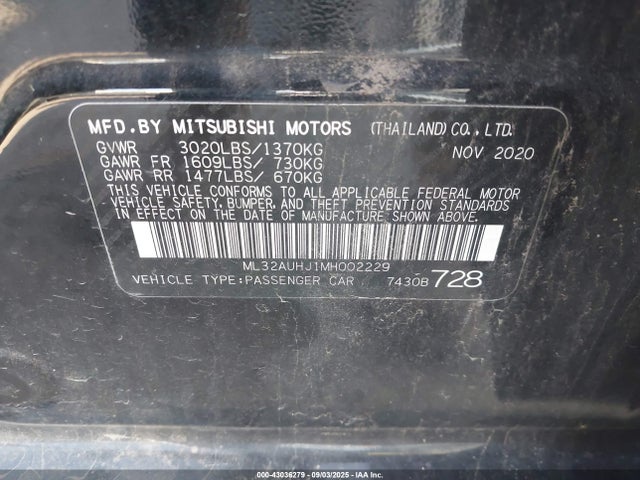 MFD.BY MITSUBISHI MOTORS (THAILAND) CO., LTD.
GVWR 3020LBS/1370KG NOV 2020
GAWR FR 1609LBS/ 730KG
GAWR RR 1477LBS/ 670KG
THIS VEHICLE CONFORMS TO ALL APPLICABLE FEDERAL MOTOR
VEHICLE SAFETY, BUMPER, AND THEFT PREVENTION STANDARDS
IN EFFECT ON THE DATE OF MANUFACTURE SHOWN ABOVE.
ML32AUHJ1MH002229
VEHICLE TYPE:PASSENGER CAR 7430B 728
000-43036279 - 09/03/2025 - IAA Inc.